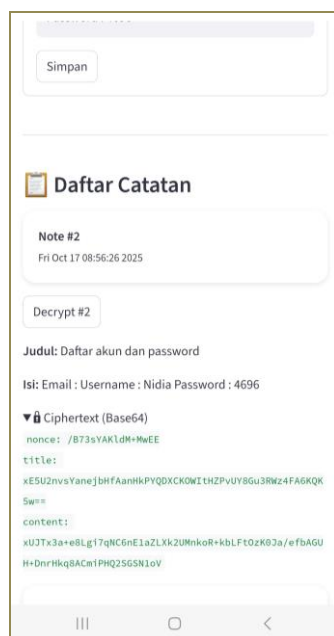 Simpan
📋 Daftar Catatan
Note #2
Fri Oct 17 08:56:26 2025
Decrypt #2
Judul: Daftar akun dan password
Isi: Email : Username : Nidia Password : 4696
▼🔒 Ciphertext (Base64)
nonce: /B73sYAKldM+MwEE
title:
xE5U2nvsYanejbHfAanHkPYQDXCKOWItHZPvUY8Gu3RWz4FA6KQK
5w==
content:
xUJTx3a+e8Lgi7qNC6nE1aZLXk2UMnkoR+kbLFtOzK0Ja/efbAGU
H+DnrHkq8ACmiPHQ2SGSN1oV